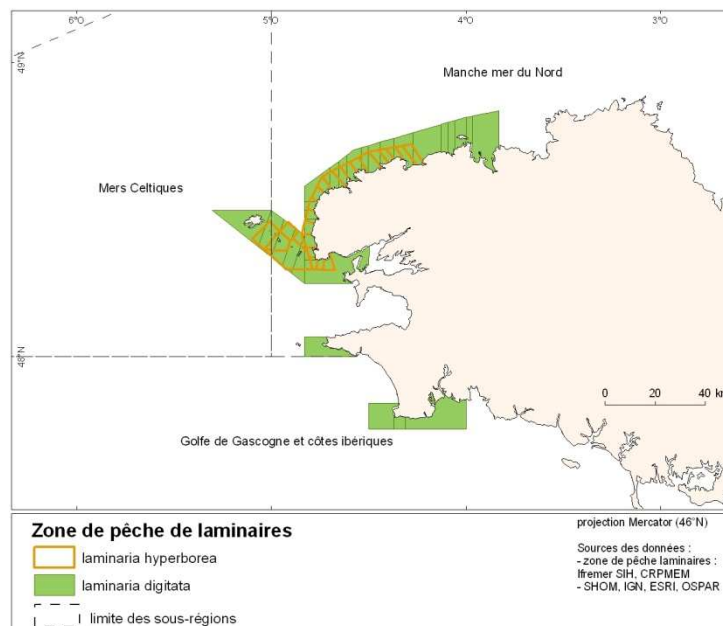 6°O 5°O 4°O 3°O
49°N
Manche mer du Nord
Mers Celtiques
48°N
0 20 40 km
Golfe de Gascogne et côtes ibériques
Zone de pêche de laminaires
laminaria hyperborea
laminaria digitata
limite des sous-régions
projection Mercator (46°N)
Sources des données :
- zone de pêche laminaires :
Ifremer SIH, CRPMEM
- SHOM, IGN, ESRI, OSPAR